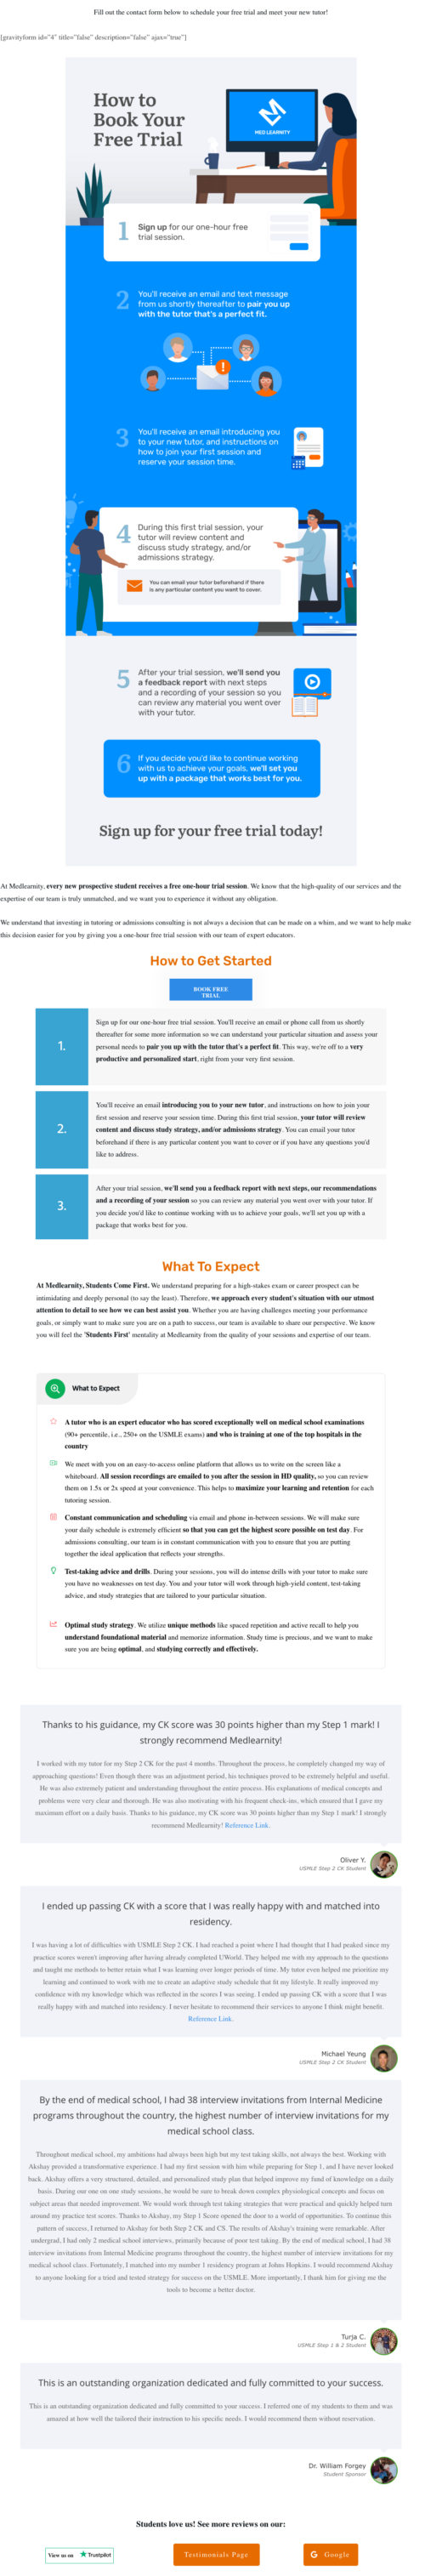 Fill out the contact form below to schedule your free trial and meet your new tutor!
[gravityform id="4" title="false" description="false" ajax="true"]
How to
Book Your
Free Trial
MED LEARNITY
1 Sign up for our one-hour free
trial session.
2 You'll receive an email and text message
from us shortly thereafter to pair you up
with the tutor that's a perfect fit.
3 You'll receive an email introducing you
to your new tutor, and instructions on
how to join your first session and
reserve your session time.
4 During this first trial session, your
tutor will review content and
discuss study strategy, and/or
admissions strategy.
You can email your tutor beforehand if there
is any particular content you want to cover.
5 After your trial session, we'll send you
a feedback report with next steps
and a recording of your session so you
can review any material you went over
with your tutor.
6 If you decide you'd like to continue working
with us to achieve your goals, we'll set you
up with a package that works best for you.
Sign up for your free trial today!
At Medlearnity, every new prospective student receives a free one-hour trial session. We know that the high-quality of our services and the
expertise of our team is truly unmatched, and we want you to experience it without any obligation.
We understand that investing in tutoring or admissions consulting is not always a decision that can be made on a whim, and we want to help make
this decision easier for you by giving you a one-hour free trial session with our team of expert educators.
How to Get Started
BOOK FREE
TRIAL
1.
Sign up for our one-hour free trial session. You'll receive an email or phone call from us shortly
thereafter for some more information so we can understand your particular situation and assess your
personal needs to pair you up with the tutor that's a perfect fit. This way, we're off to a very
productive and personalized start, right from your very first session.
2.
You'll receive an email introducing you to your new tutor, and instructions on how to join your
first session and reserve your session time. During this first trial session, your tutor will review
content and discuss study strategy, and/or admissions strategy. You can email your tutor
beforehand if there is any particular content you want to cover or if you have any questions you'd
like to address.
3.
After your trial session, we'll send you a feedback report with next steps, our recommendations
and a recording of your session so you can review any material you went over with your tutor. If
you decide you'd like to continue working with us to achieve your goals, we'll set you up with a
package that works best for you.
What To Expect
At Medlearnity, Students Come First. We understand preparing for a high-stakes exam or career prospect can be
intimidating and deeply personal (to say the least). Therefore, we approach every student's situation with our utmost
attention to detail to see how we can best assist you. Whether you are having challenges meeting your performance
goals, or simply want to make sure you are on a path to success, our team is available to share our perspective. We know
you will feel the 'Students First' mentality at Medlearnity from the quality of your sessions and expertise of our team.
What to Expect
A tutor who is an expert educator who has scored exceptionally well on medical school examinations
(90+ percentile, i.e., 250+ on the USMLE exams) and who is training at one of the top hospitals in the
country
We meet with you on an easy-to-access online platform that allows us to write on the screen like a
whiteboard. All session recordings are emailed to you after the session in HD quality, so you can review
them on 1.5x or 2x speed at your convenience. This helps to maximize your learning and retention for each
tutoring session.
Constant communication and scheduling via email and phone in-between sessions. We will make sure
your daily schedule is extremely efficient so that you can get the highest score possible on test day. For
admissions consulting, our team is in constant communication with you to ensure that you are putting
together the ideal application that reflects your strengths.
Test-taking advice and drills. During your sessions, you will do intense drills with your tutor to make sure
you have no weaknesses on test day. You and your tutor will work through high-yield content, test-taking
advice, and study strategies that are tailored to your particular situation.
Optimal study strategy. We utilize unique methods like spaced repetition and active recall to help you
understand foundational material and memorize information. Study time is precious, and we want to make
sure you are being optimal, and studying correctly and effectively.
Thanks to his guidance, my CK score was 30 points higher than my Step 1 mark! I
strongly recommend Medlearnity!
I worked with my tutor for my Step 2 CK for the past 4 months. Throughout the process, he completely changed my way of
approaching questions! Even though there was an adjustment period, his techniques proved to be extremely helpful and useful.
He was also extremely patient and understanding throughout the entire process. His explanations of medical concepts and
problems were very clear and thorough. He was also motivating with his frequent check-ins, which ensured that I gave my
maximum effort on a daily basis. Thanks to his guidance, my CK score was 30 points higher than my Step 1 mark! I strongly
recommend Medlearnity! Reference Link.
Oliver Y.
USMLE Step 2 CK Student
I ended up passing CK with a score that I was really happy with and matched into
residency.
I was having a lot of difficulties with USMLE Step 2 CK. I had reached a point where I had thought that I had peaked since my
practice scores weren't improving after having already completed UWorld. They helped me with my approach to the questions
and taught me methods to better retain what I was learning over longer periods of time. My tutor even helped me prioritize my
learning and continued to work with me to create an adaptive study schedule that fit my lifestyle. It really improved my
confidence with my knowledge which was reflected in the scores I was seeing. I ended up passing CK with a score that I was
really happy with and matched into residency. I never hesitate to recommend their services to anyone I think might benefit.
Reference Link.
Michael Yeung
USMLE Step 2 CK Student
By the end of medical school, I had 38 interview invitations from Internal Medicine
programs throughout the country, the highest number of interview invitations for my
medical school class.
Throughout medical school, my ambitions had always been high but my test taking skills, not always the best. Working with
Akshay provided a transformative experience. I had my first session with him while preparing for Step 1, and I have never looked
back. Akshay offers a very structured, detailed, and personalized study plan that helped improve my fund of knowledge on a daily
basis. During our one on one study sessions, he would be sure to break down complex physiological concepts and focus on
subject areas that needed improvement. We would work through test taking strategies that were practical and quickly helped turn
around my practice test scores. Thanks to Akshay, my Step 1 Score opened the door to a world of opportunities. To continue this
pattern of success, I returned to Akshay for both Step 2 CK and CS. The results of Akshay's training were remarkable. After
undergrad, I had only 2 medical school interviews, primarily because of poor test taking. By the end of medical school, I had 38
interview invitations from Internal Medicine programs throughout the country, the highest number of interview invitations for my
medical school class. Fortunately, I matched into my number 1 residency program at Johns Hopkins. I would recommend Akshay
to anyone looking for a tried and tested strategy for success on the USMLE. More importantly, I thank him for giving me the
tools to become a better doctor.
Turja C.
USMLE Step 1 & 2 Student
This is an outstanding organization dedicated and fully committed to your success.
This is an outstanding organization dedicated and fully committed to your success. I referred one of my students to them and was
amazed at how well the tailored their instruction to his specific needs. I would recommend them without reservation.
Dr. William Forgey
Student Sponsor
Students love us! See more reviews on our:
View us on Trustpilot
Testimonials Page
G Google